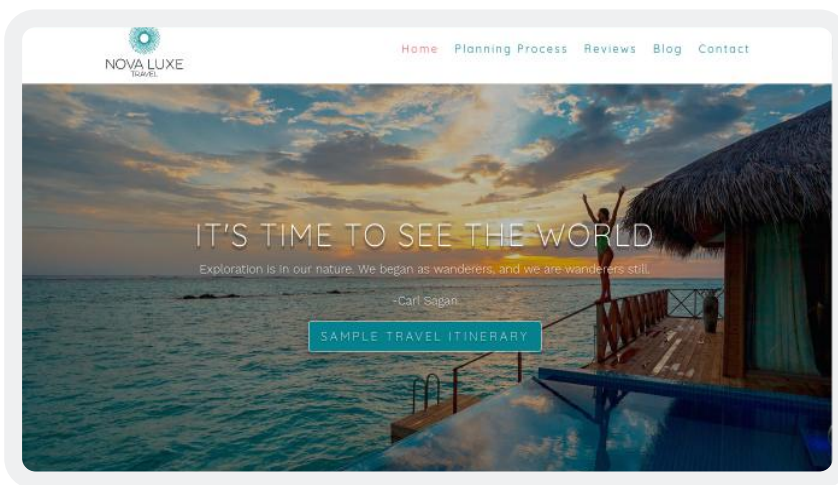 NOVA LUXE
TRAVEL
Home Planning Process Reviews Blog Contact
IT'S TIME TO SEE THE WORLD
Exploration is in our nature. We began as wanderers, and we are wanderers still.
-Carl Sagan
SAMPLE TRAVEL ITINERARY